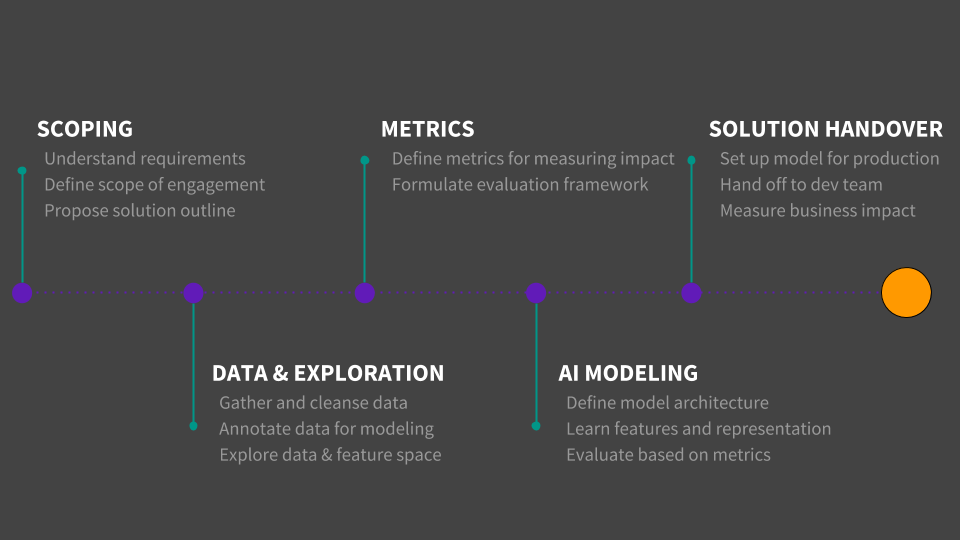 SCOPING
Understand requirements
Define scope of engagement
Propose solution outline
DATA & EXPLORATION
Gather and cleanse data
Annotate data for modeling
Explore data & feature space
METRICS
Define metrics for measuring impact
Formulate evaluation framework
AI MODELING
Define model architecture
Learn features and representation
Evaluate based on metrics
SOLUTION HANDOVER
Set up model for production
Hand off to dev team
Measure business impact